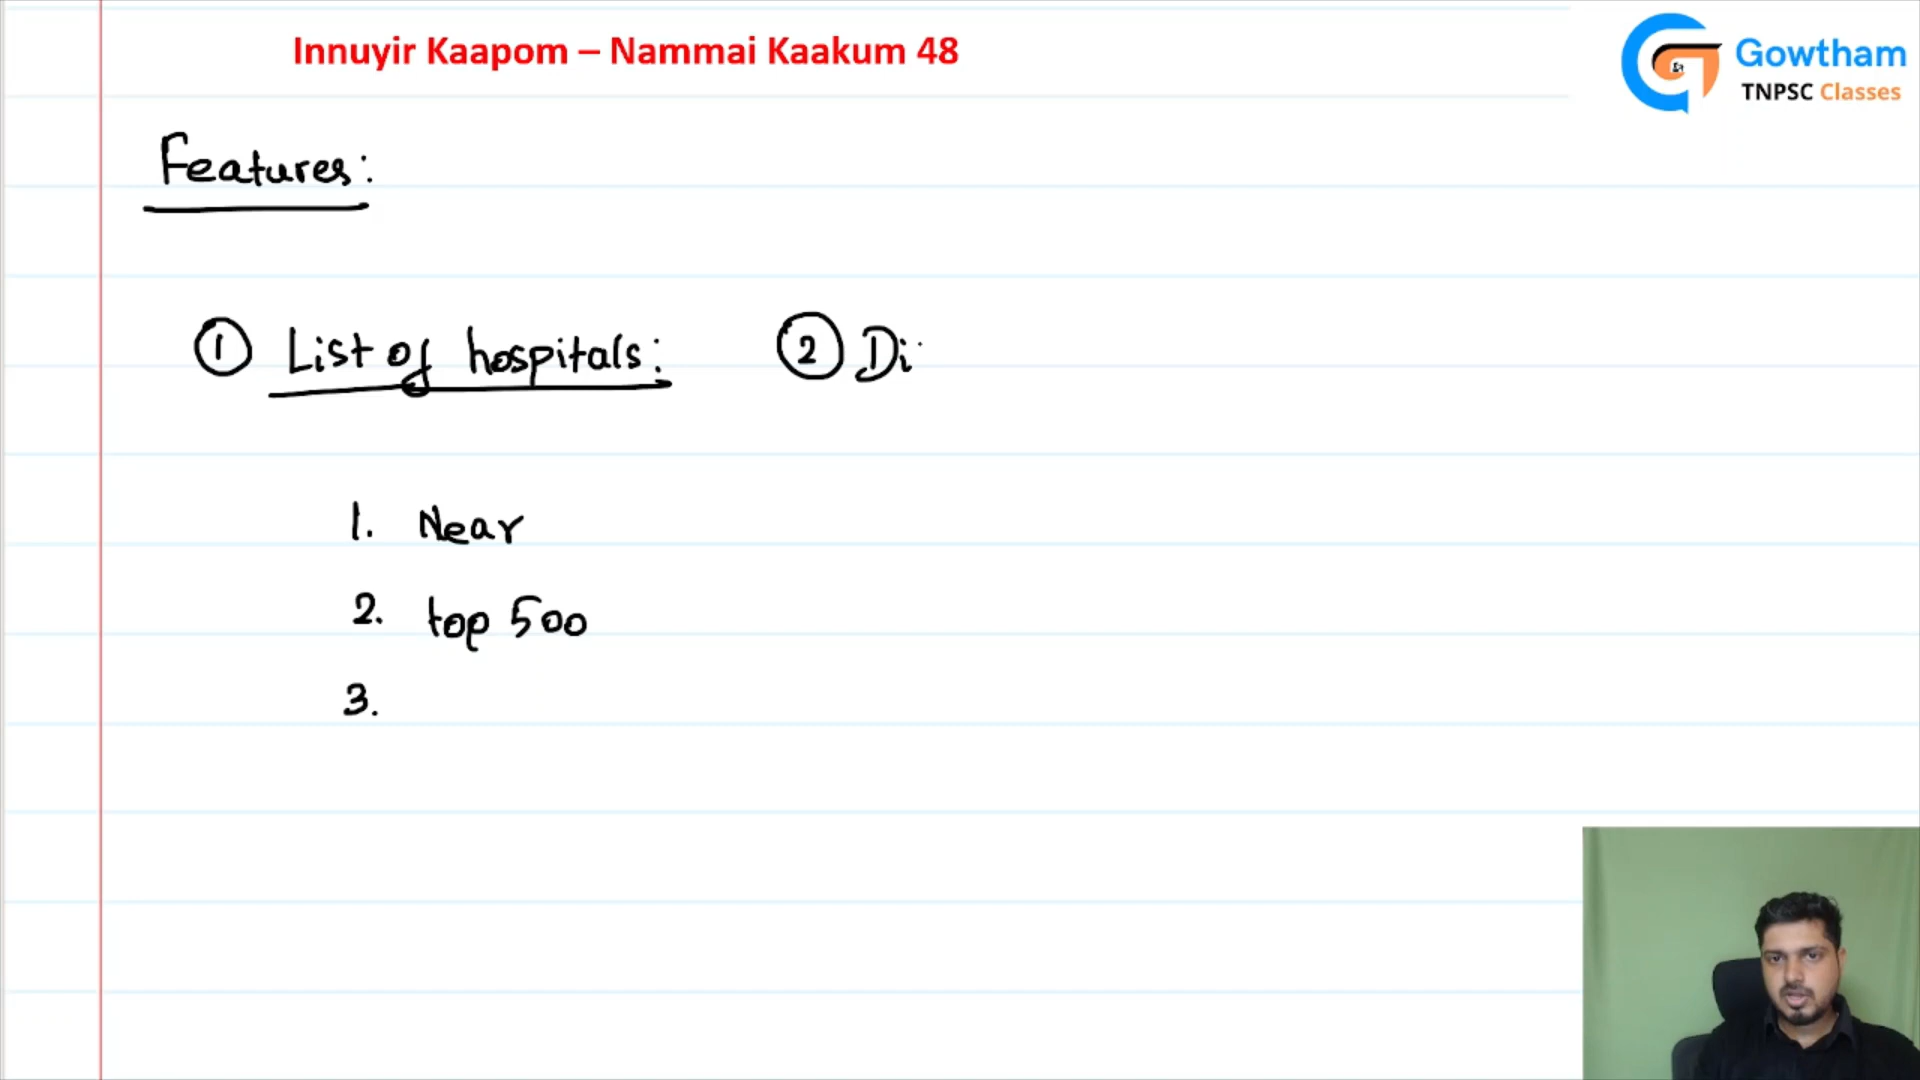 Innuyir Kaapom – Nammai Kaakum 48
Gowtham
TNPSC Classes
Features:
① List of hospitals:
② Di
1. Near
2. top 500
3.